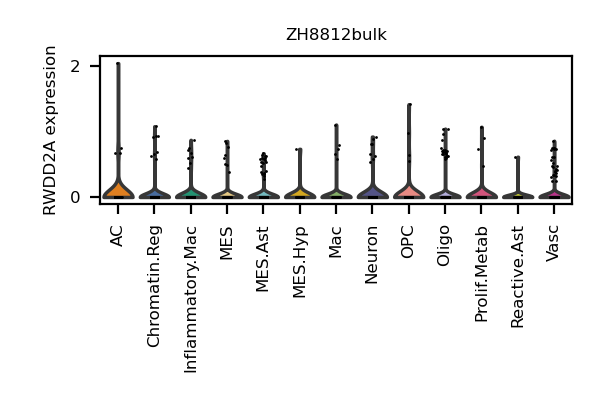 ZH8812bulk
RWDD2A expression
2
0
AC
Chromatin.Reg
Inflammatory.Mac
MES
MES.Ast
MES.Hyp
Mac
Neuron
OPC
Oligo
Prolif.Metab
Reactive.Ast
Vasc